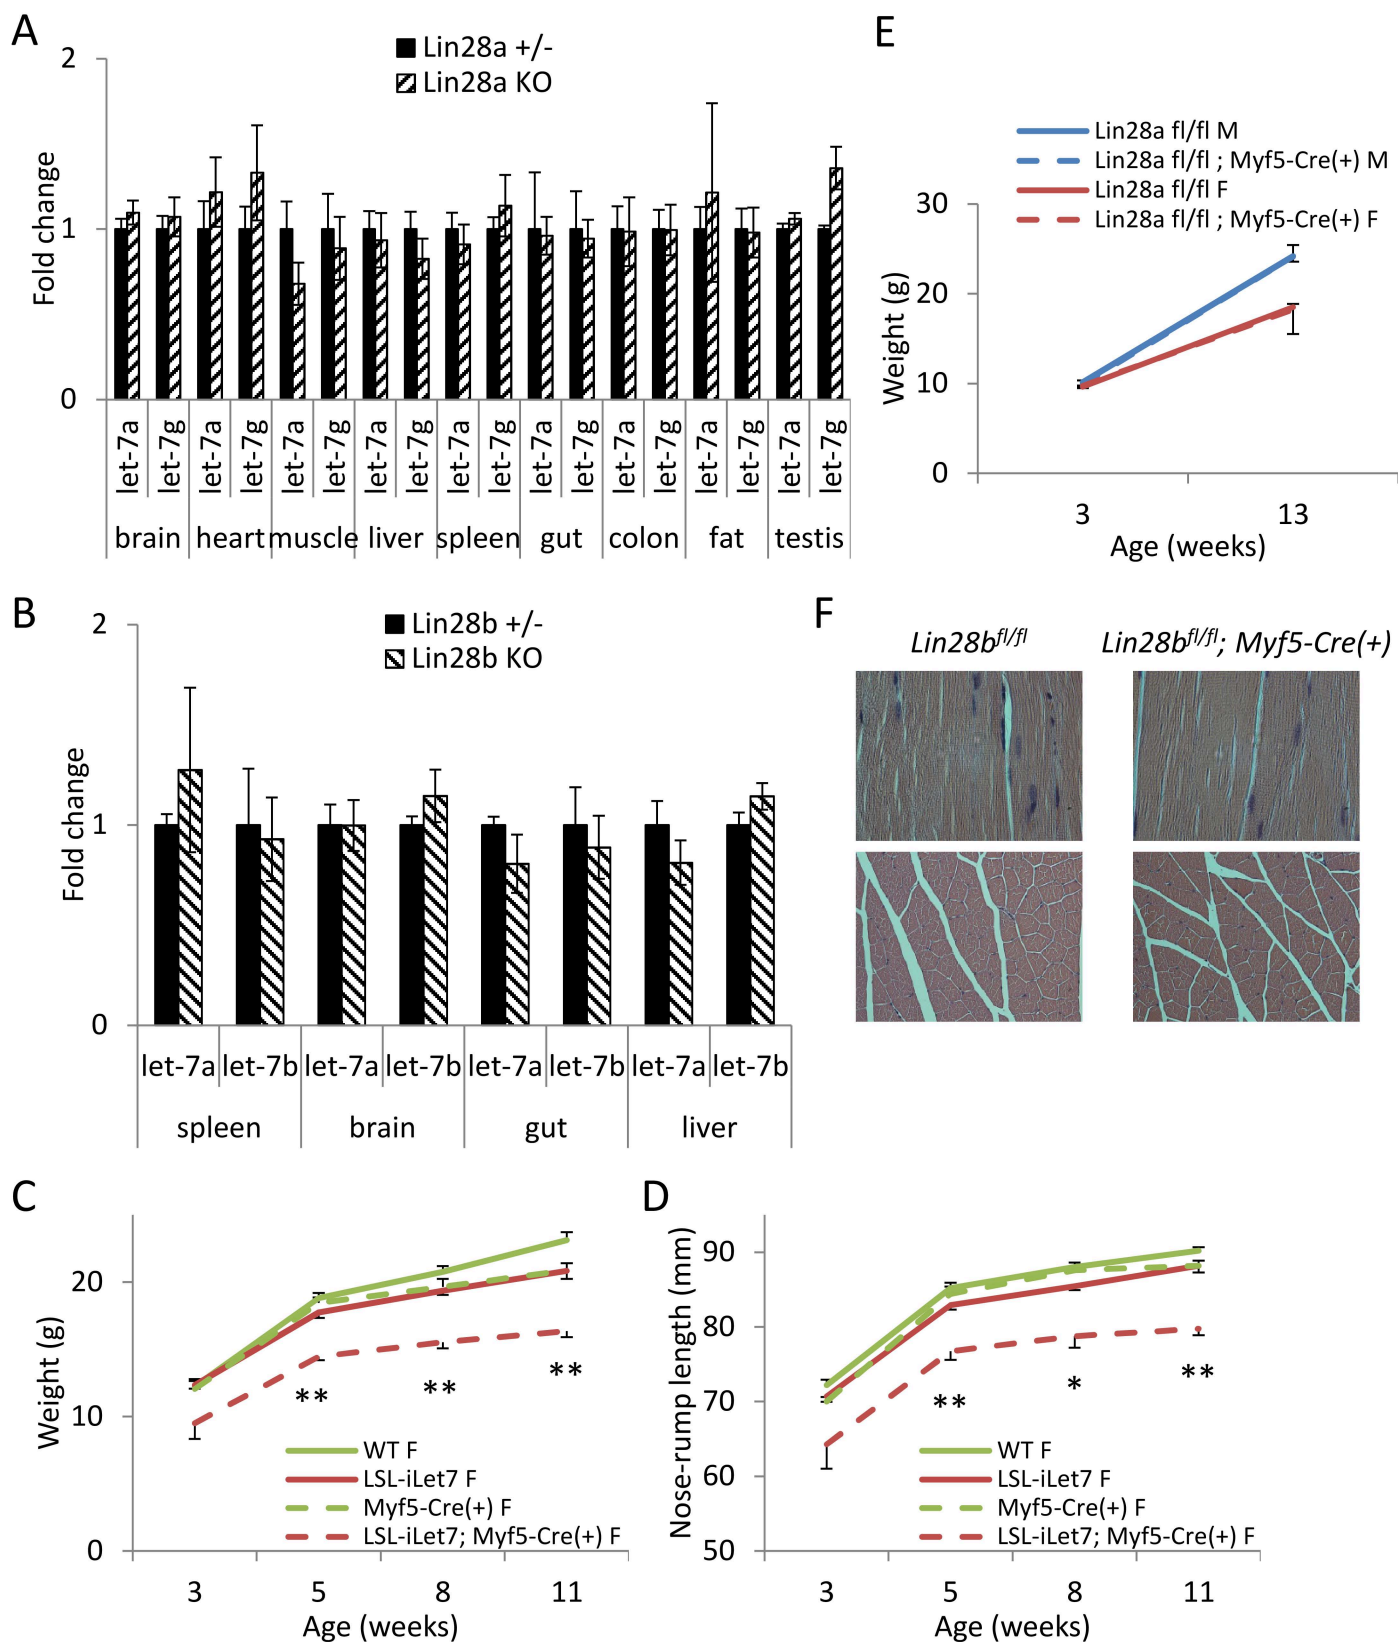 A
Lin28a +/-
Lin28a KO
Fold change
2
1
0
let-7a let-7g let-7a let-7g let-7a let-7g let-7a let-7g let-7a let-7g let-7a let-7g let-7a let-7g let-7a let-7g let-7a let-7g
brain heart muscle liver spleen gut colon fat testis
E
Lin28a fl/fl M
Lin28a fl/fl ; Myf5-Cre(+) M
Lin28a fl/fl F
Lin28a fl/fl ; Myf5-Cre(+) F
Weight (g)
30
20
10
0
3 13
Age (weeks)
B
Lin28b +/-
Lin28b KO
Fold change
2
1
0
let-7a let-7b let-7a let-7b let-7a let-7b let-7a let-7b
spleen brain gut liver
F
Lin28bfl/fl Lin28bfl/fl; Myf5-Cre(+)
C
Weight (g)
20
10
0
** ** **
WT F
LSL-iLet7 F
Myf5-Cre(+) F
LSL-iLet7; Myf5-Cre(+) F
3 5 8 11
Age (weeks)
D
Nose-rump length (mm)
90
80
70
60
50
** * **
WT F
LSL-iLet7 F
Myf5-Cre(+) F
LSL-iLet7; Myf5-Cre(+) F
3 5 8 11
Age (weeks)